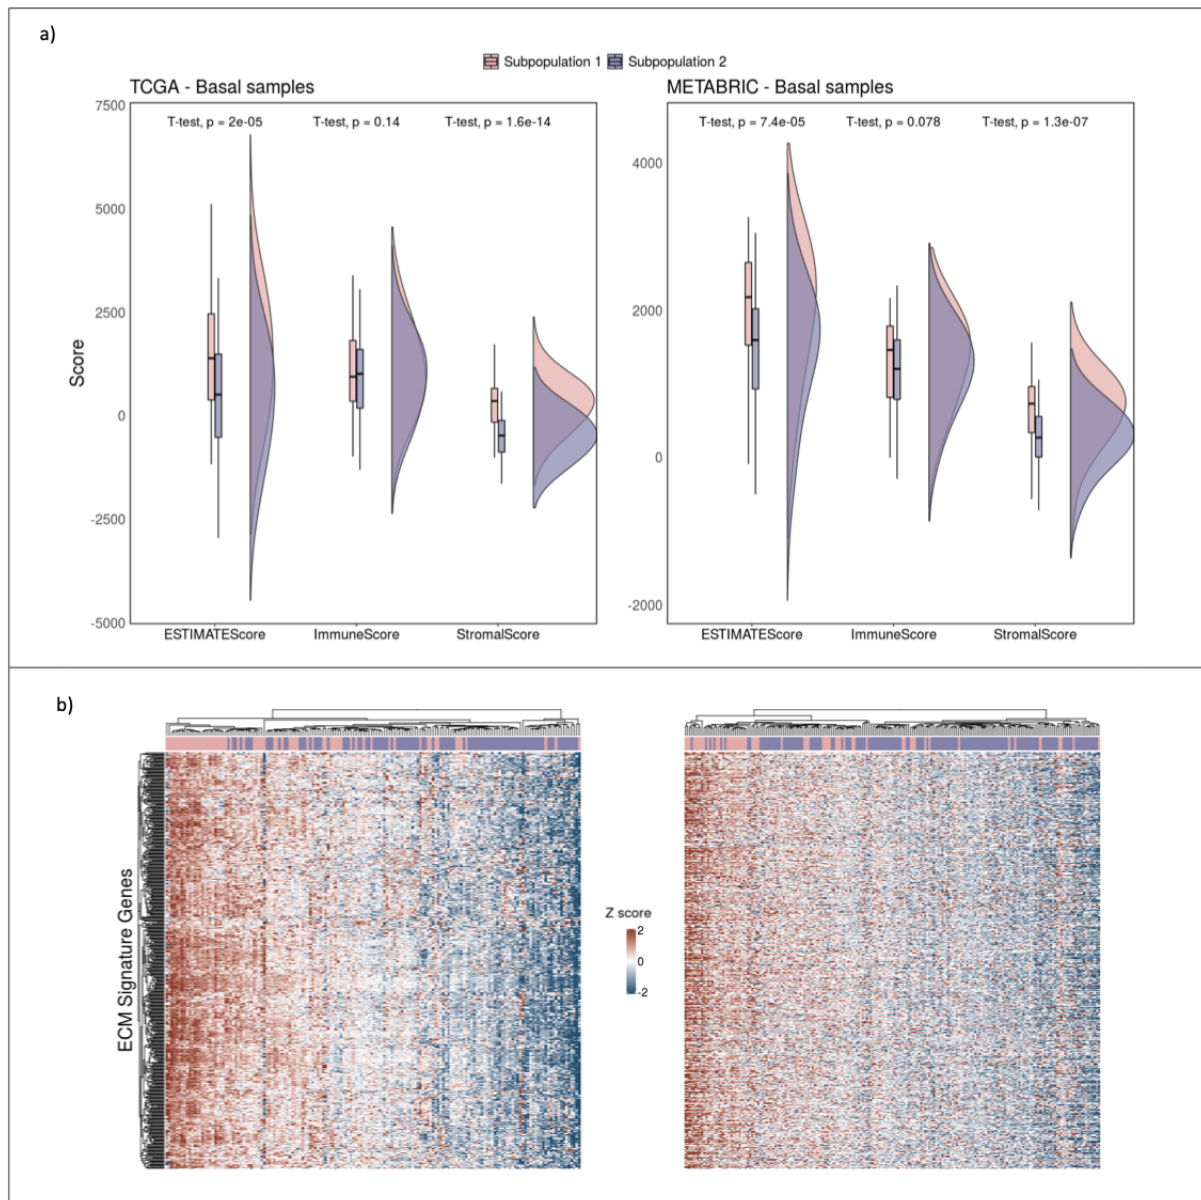 a)
Subpopulation 1 Subpopulation 2
TCGA - Basal samples
METABRIC - Basal samples
7500
5000
2500
0
-2500
-5000
Score
T-test, p = 2e-05 T-test, p = 0.14 T-test, p = 1.6e-14
ESTIMATEScore ImmuneScore StromalScore
4000
2000
0
-2000
T-test, p = 7.4e-05 T-test, p = 0.078 T-test, p = 1.3e-07
ESTIMATEScore ImmuneScore StromalScore
b)
ECM Signature Genes
Z score
2
0
-2